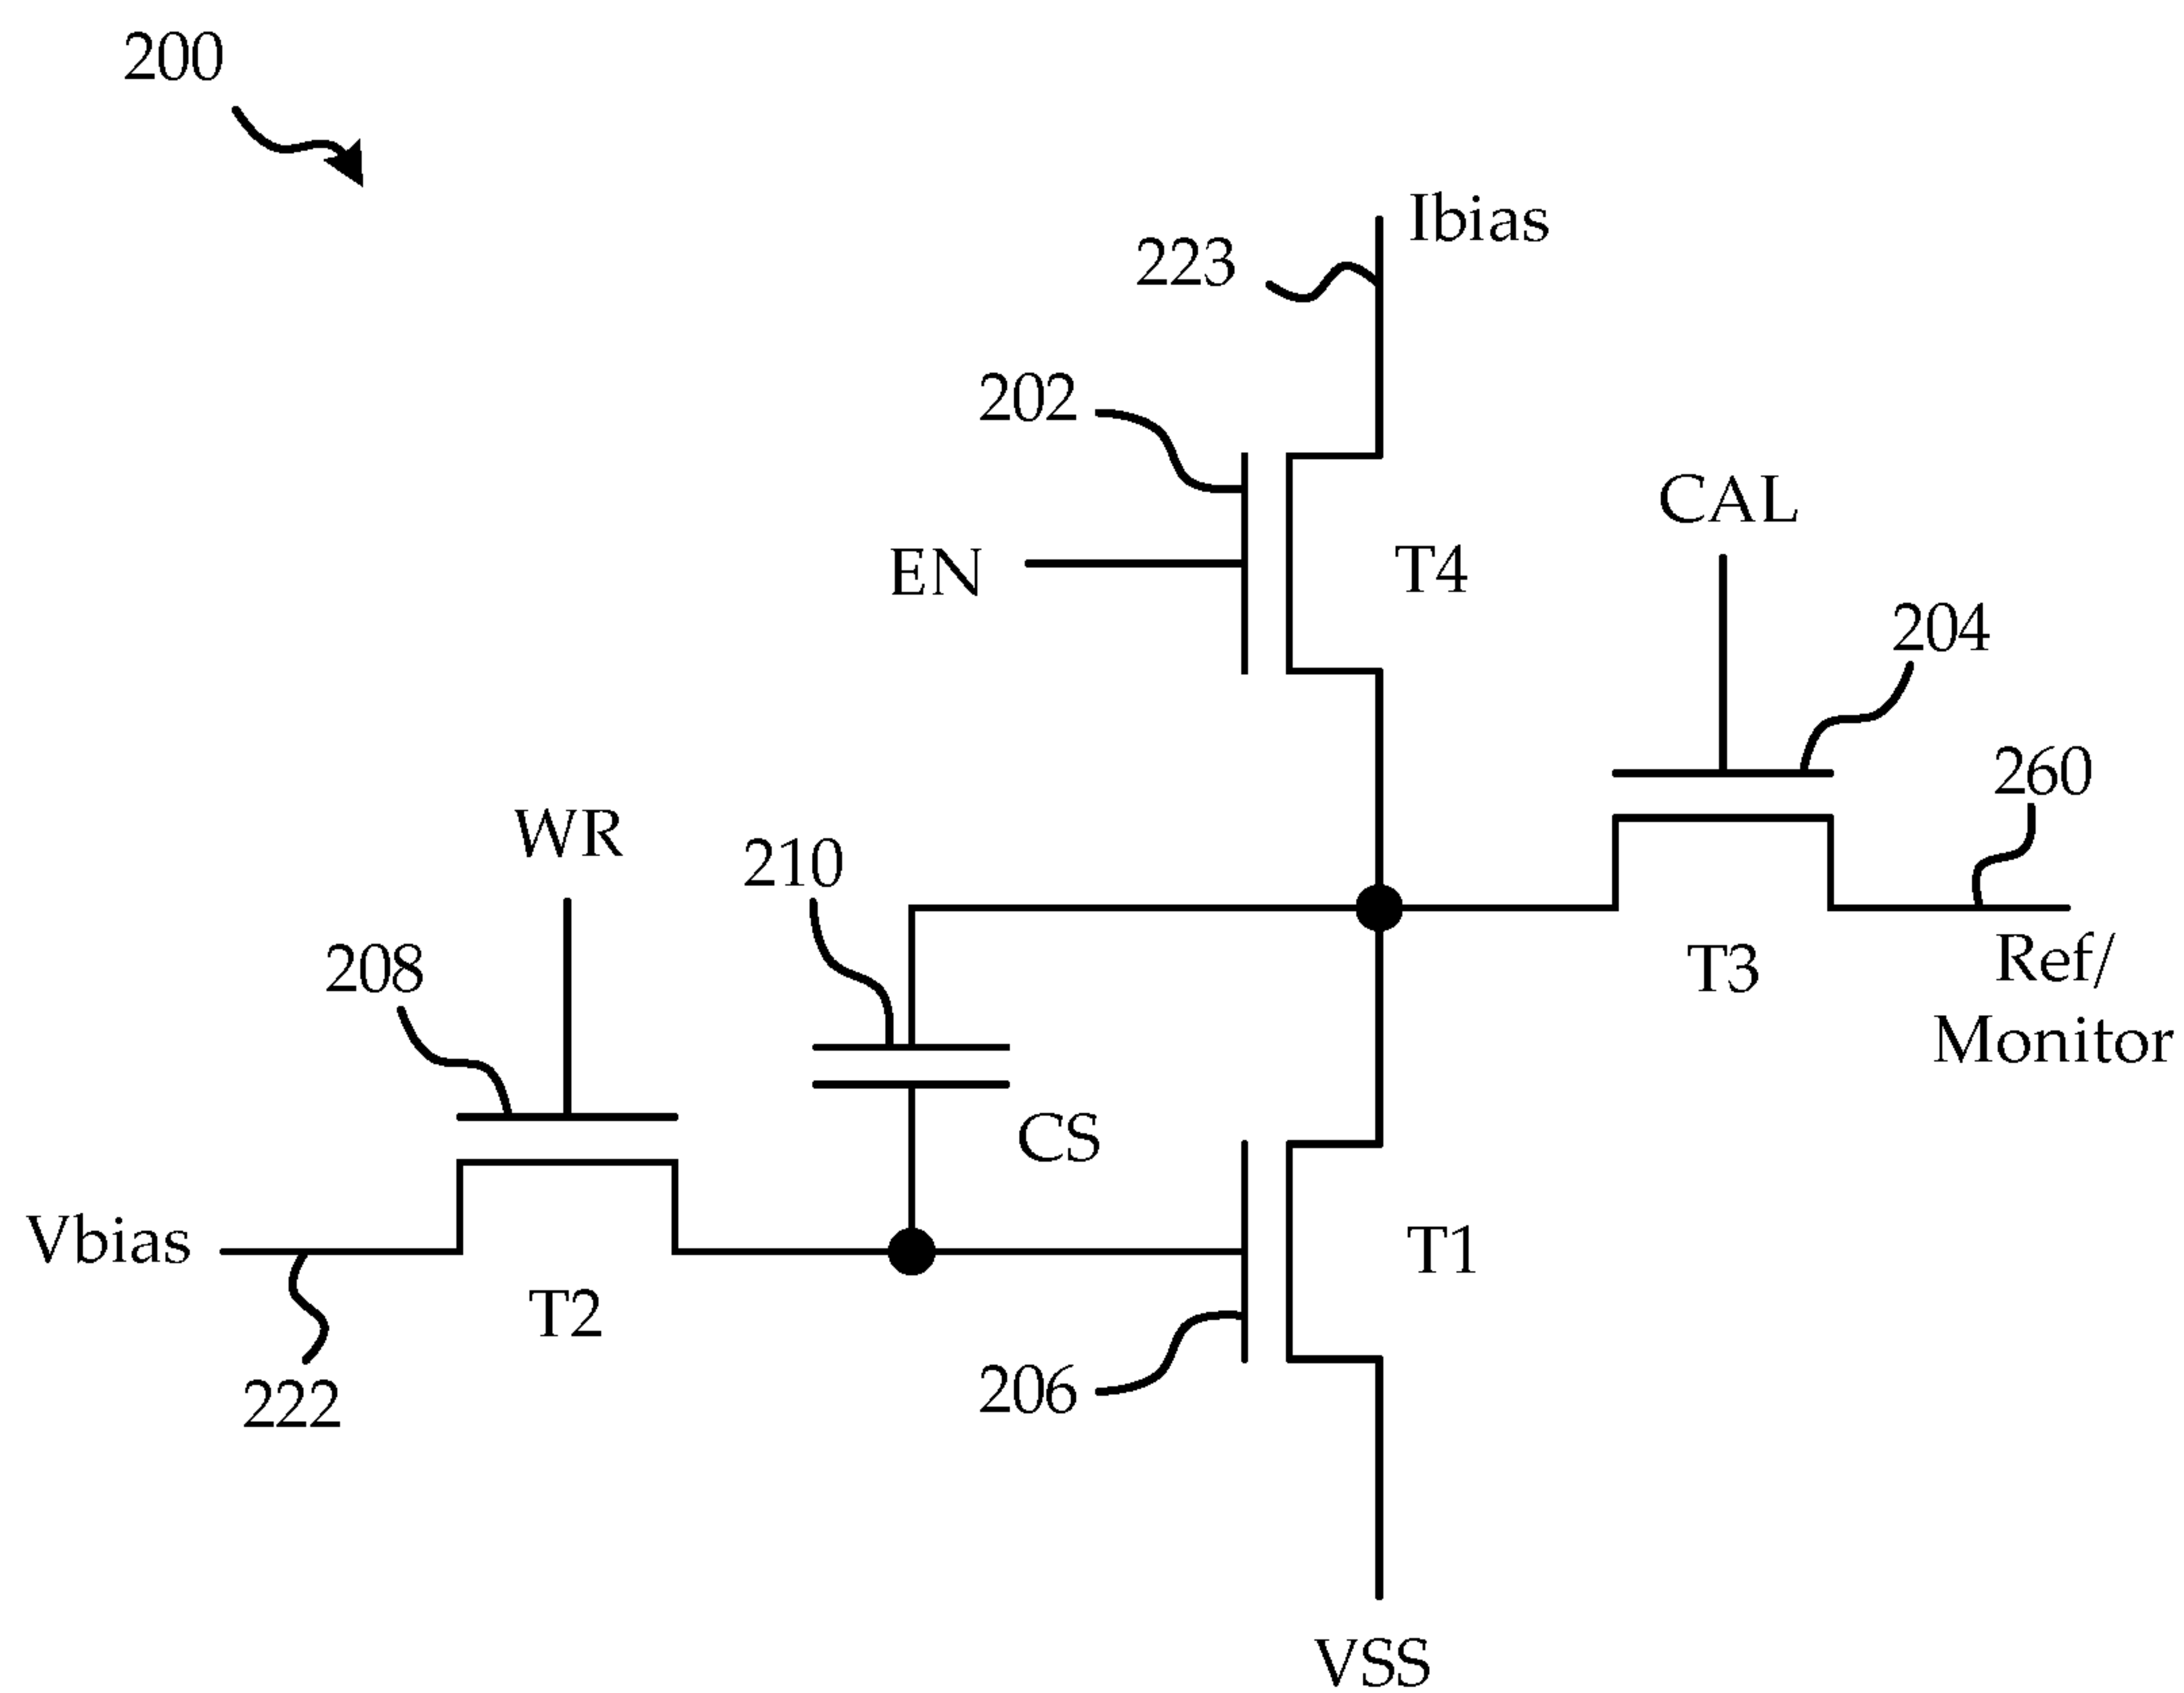 200
Ibias
223
202
CAL
EN
T4
204
260
WR
210
208
T3
Ref/
Monitor
CS
Vbias
T1
T2
206
222
VSS